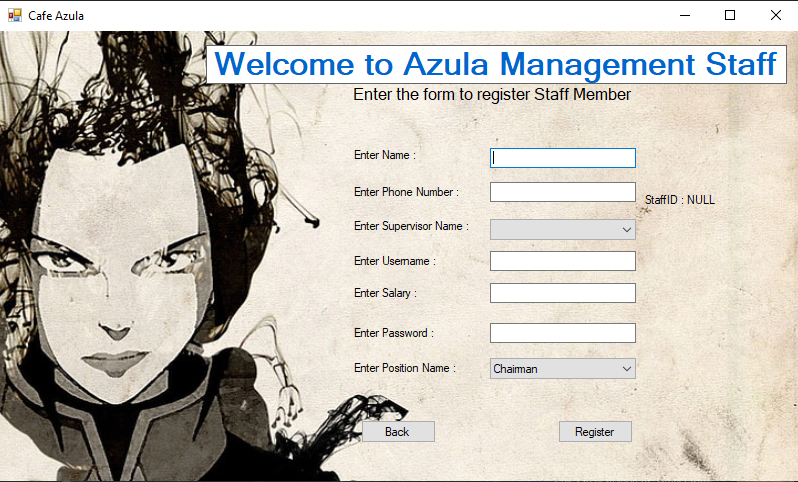 Cafe Azula
Welcome to Azula Management Staff
Enter the form to register Staff Member
Enter Name :
Enter Phone Number :
StaffID : NULL
Enter Supervisor Name :
Enter Username :
Enter Salary :
Enter Password :
Enter Position Name : Chairman
Back Register